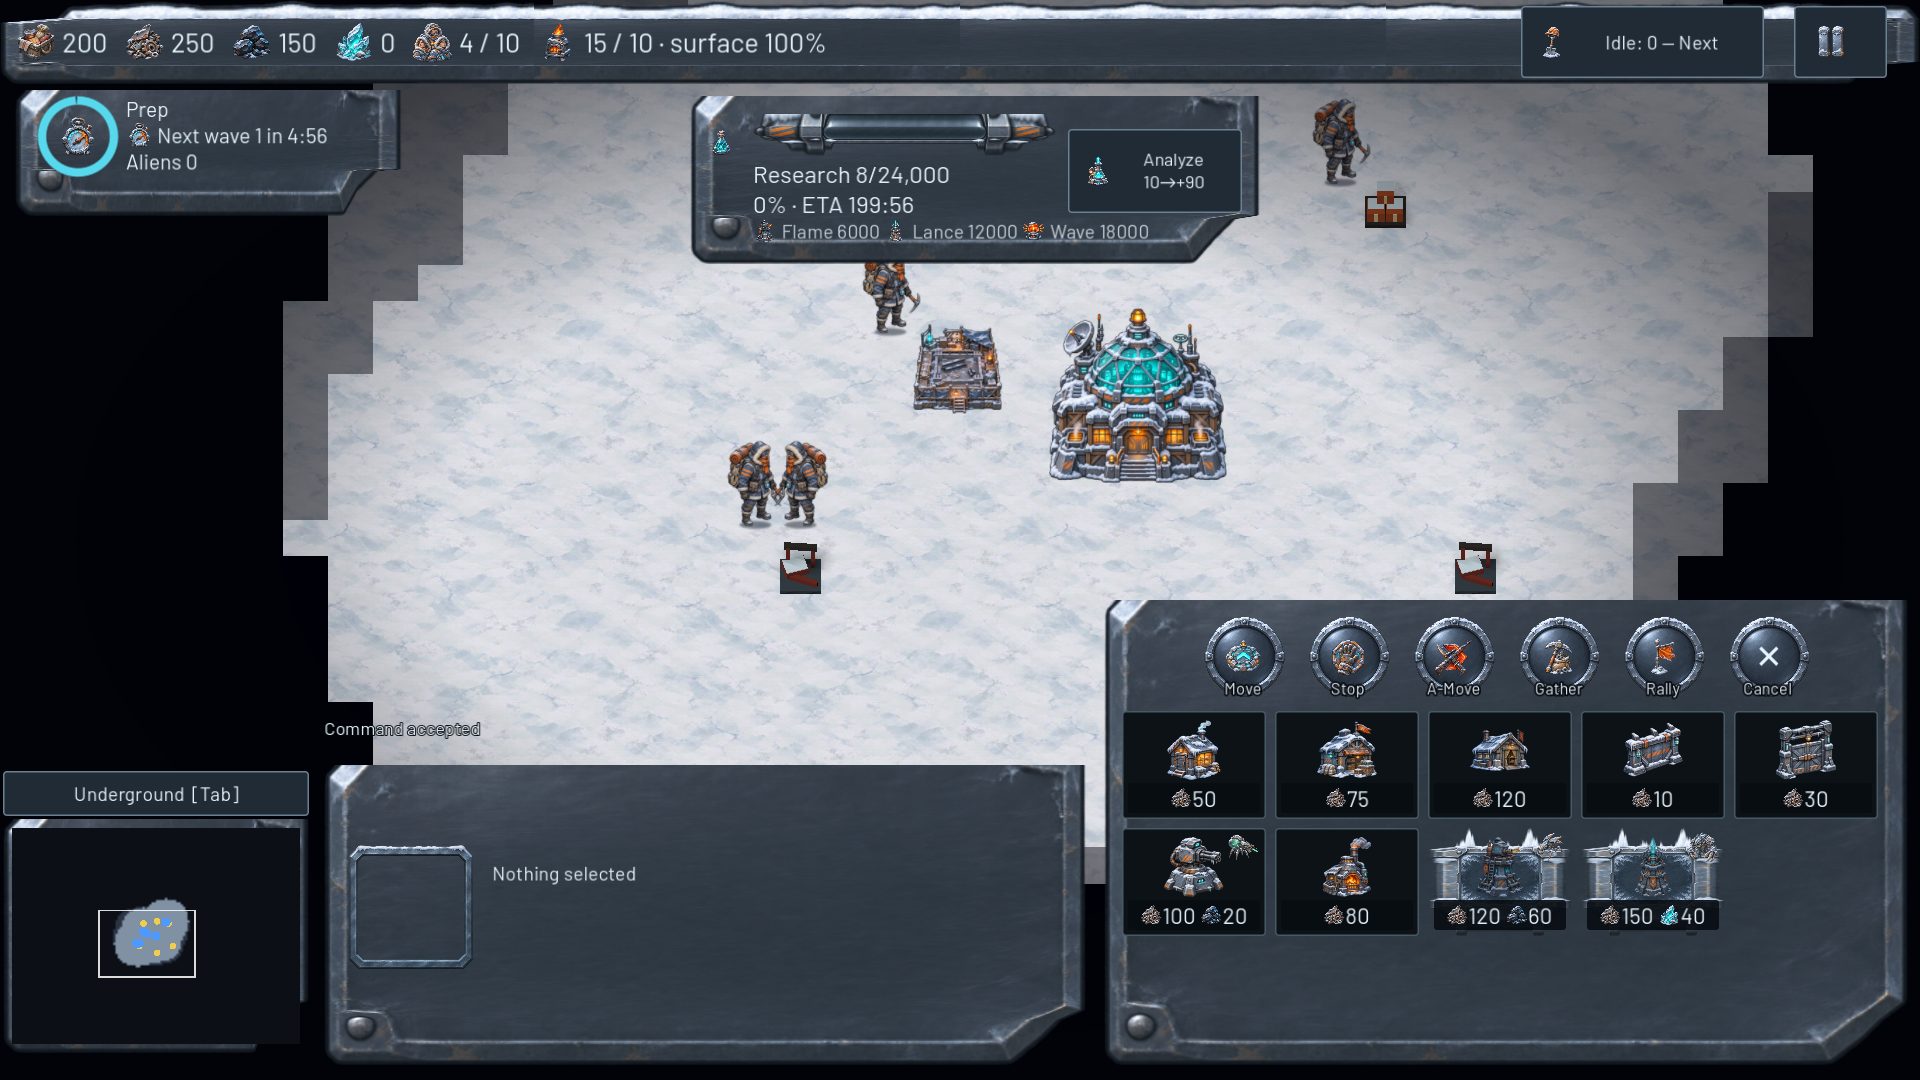 200
250
150
0
4 / 10
15 / 10 · surface 100%
Idle: 0 – Next
Prep
Next wave 1 in 4:56
Aliens 0
Research 8/24,000
0% · ETA 199:56
Flame 6000
Lance 12000
Wave 18000
Analyze
10→+90
Command accepted
Underground [Tab]
Nothing selected
Move
Stop
A-Move
Gather
Rally
Cancel
50
75
120
10
30
100 20
80
120 60
150 40